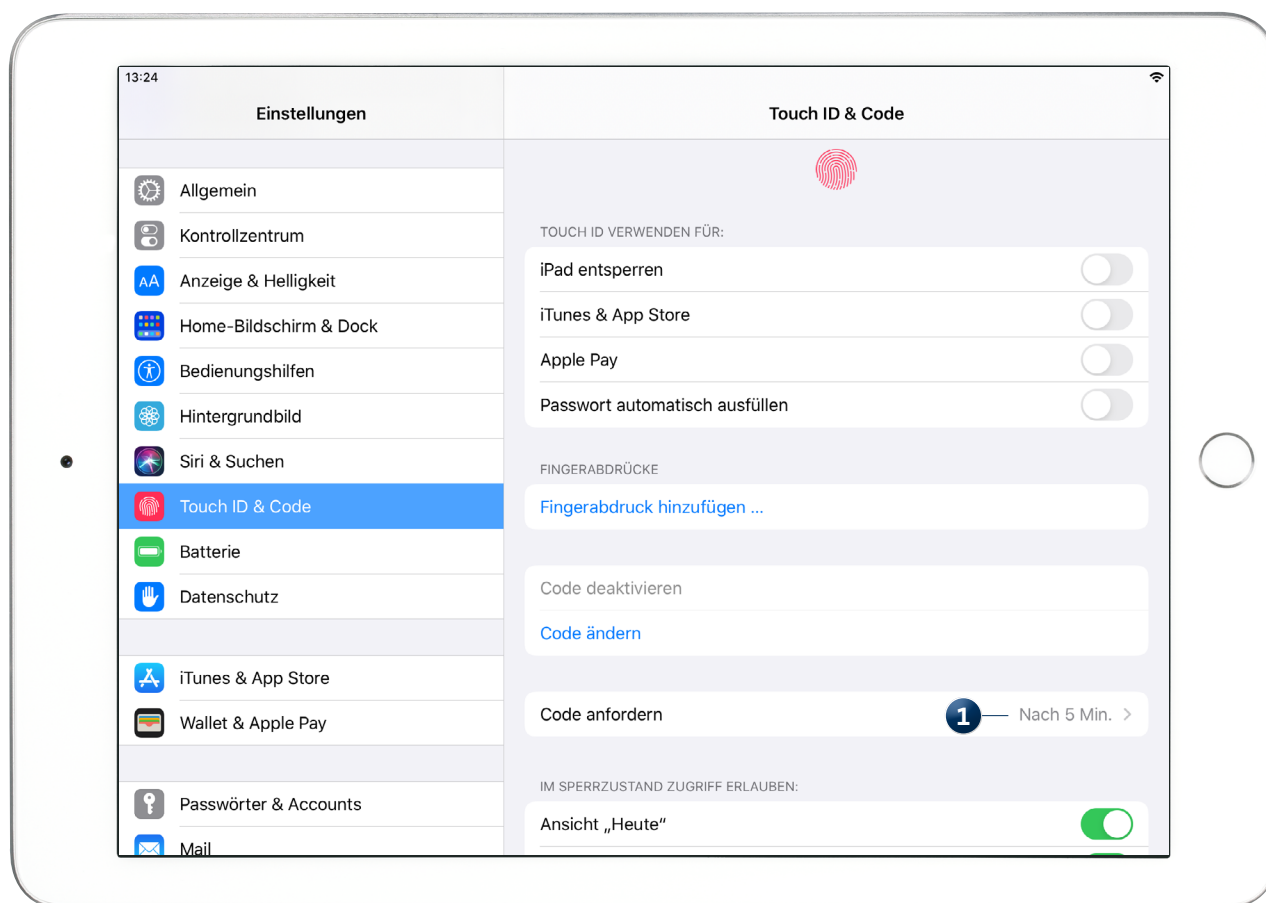 13:24
Einstellungen
Touch ID & Code
Allgemein
Kontrollzentrum
AA
Anzeige & Helligkeit
Home-Bildschirm & Dock
Bedienungshilfen
Hintergrundbild
Siri & Suchen
Touch ID & Code
Batterie
Datenschutz
iTunes & App Store
Wallet & Apple Pay
Passwörter & Accounts
Mail
TOUCH ID VERWENDEN FÜR:
iPad entsperren
iTunes & App Store
Apple Pay
Passwort automatisch ausfüllen
FINGERABDRÜCKE
Fingerabdruck hinzufügen ...
Code deaktivieren
Code ändern
Code anfordern
1
Nach 5 Min.
IM SPERRZUSTAND ZUGRIFF ERLAUBEN:
Ansicht „Heute“